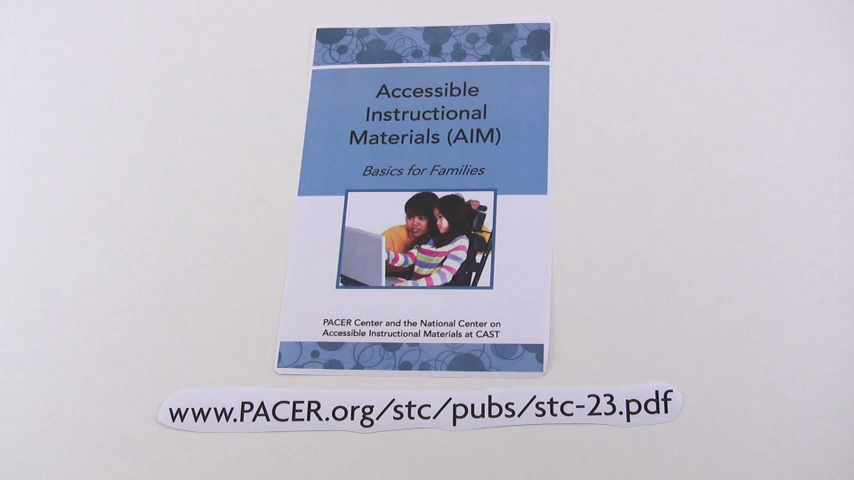 Accessible
Instructional
Materials (AIM)
Basics for Families
PACER Center and the National Center on
Accessible Instructional Materials at CAST
www.PACER.org/stc/pubs/stc-23.pdf